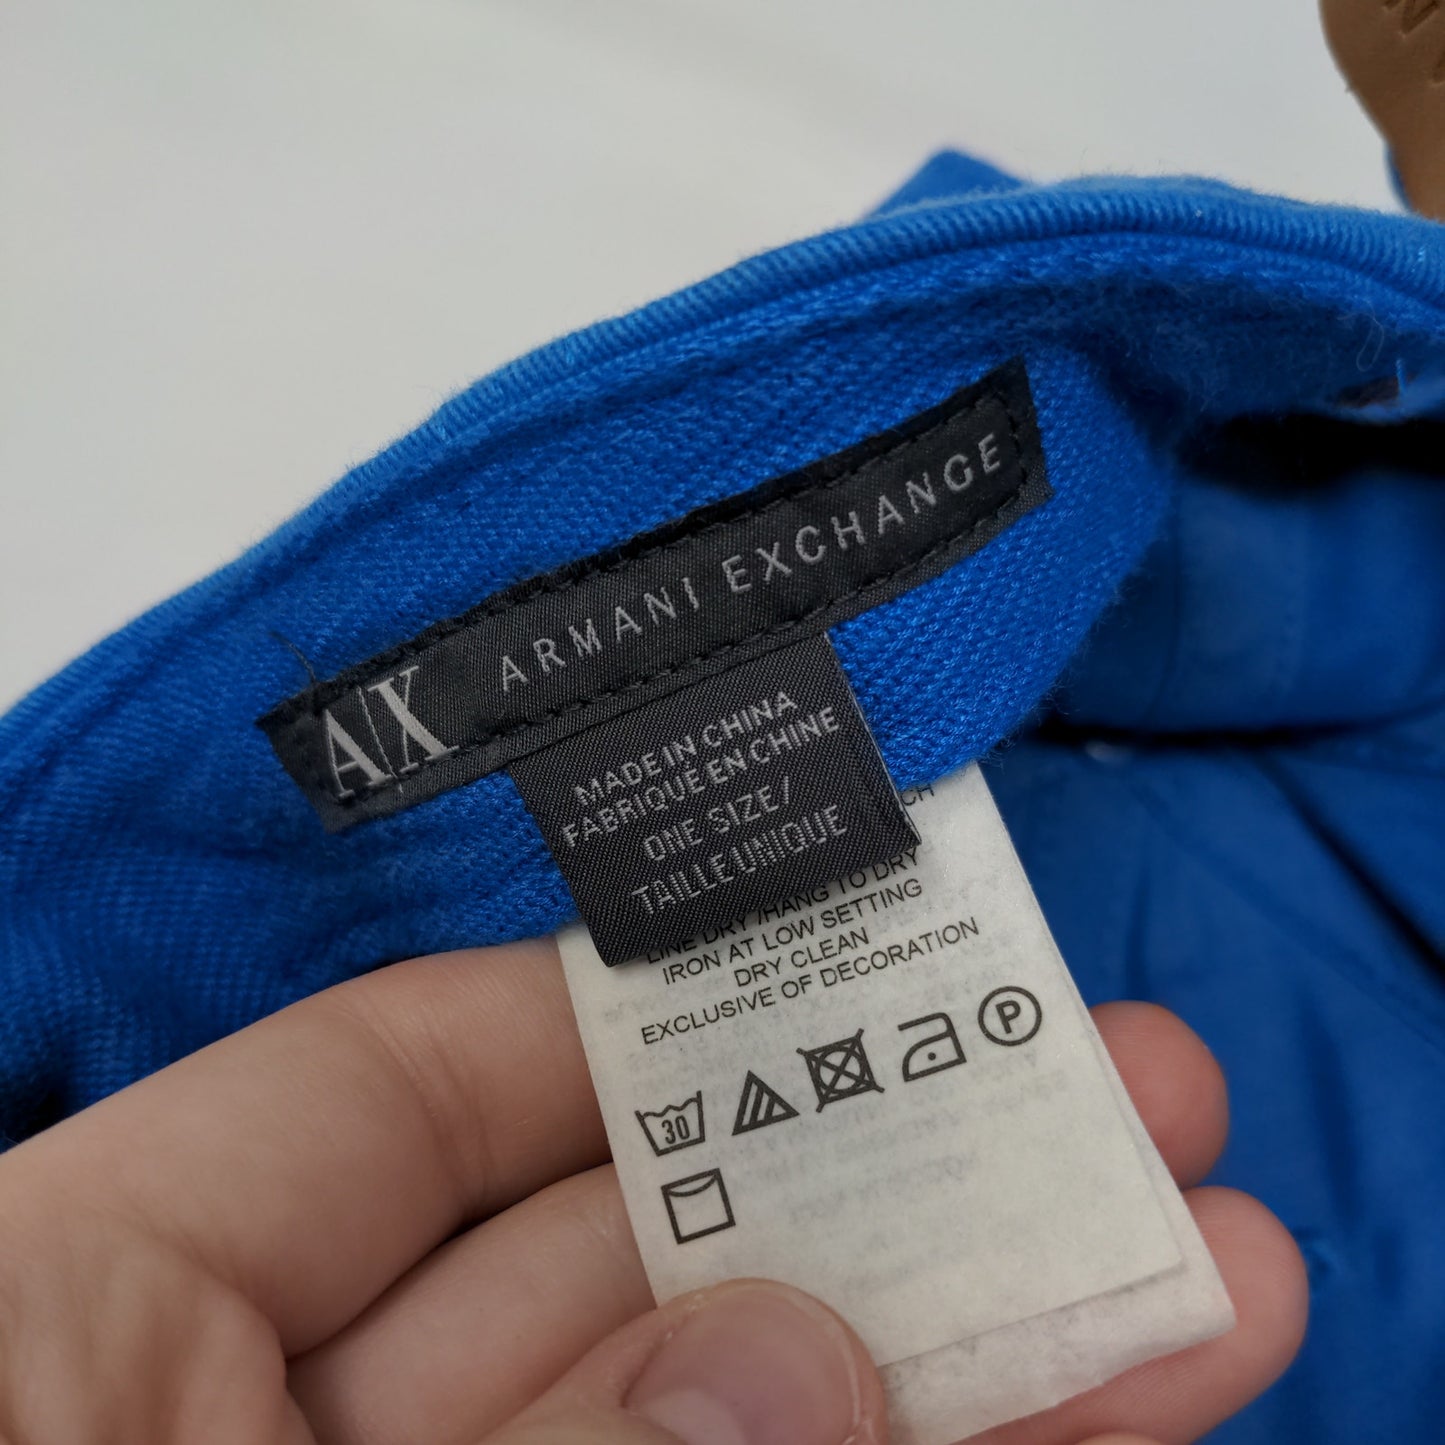 A|X ARMANI EXCHANGE
MADE IN CHINA
FABRIQUE EN CHINE
ONE SIZE/
TAILLE UNIQUE
CH
LINE DRY /HANG TO DRY
IRON AT LOW SETTING
DRY CLEAN
EXCLUSIVE OF DECORATION
30
P